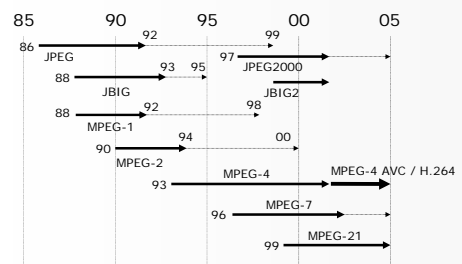 85 90 95 00 05
86 92 99
JPEG
97
JPEG2000
88 93 95
JBIG
JBIG2
88 92 98
MPEG-1
90 94 00
MPEG-2
93 MPEG-4 MPEG-4 AVC / H.264
96 MPEG-7
99 MPEG-21